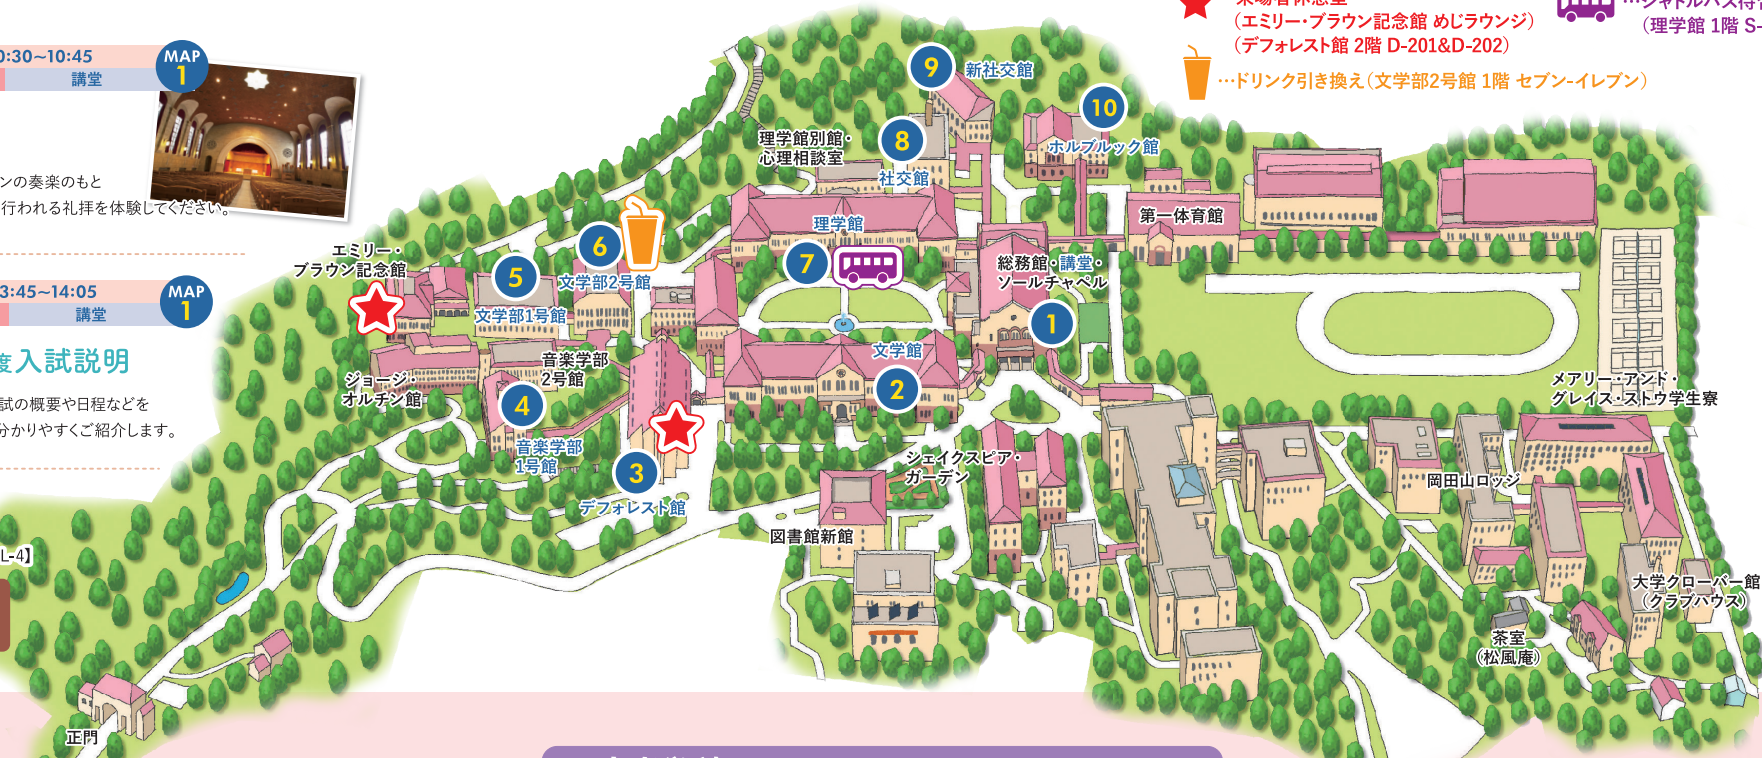 0:30～10:45
MAP
1
講堂
ンの奏楽のもと
行われる礼拝を体験してください。
3:45～14:05
MAP
1
講堂
度入試説明
試の概要や日程などを
分かりやすくご紹介します。
L-4】
来場者休憩室
（エミリー・ブラウン記念館 めじラウンジ）
（デフォレスト館 2階 D-201&D-202）
…シャトルバス待合
（理学館 1階 S-
…ドリンク引き換え（文学部2号館 1階 セブン-イレブン）
9
新社交館
10
ホルブルック館
理学館別館・
心理相談室
8
社交館
理学館
7
第一体育館
6
文学部2号館
エミリー・
ブラウン記念館
5
文学部1号館
総務館・講堂・
ソールチャペル
1
文学館
2
音楽学部
2号館
ジョージ・
オルチン館
4
音楽学部
1号館
3
デフォレスト館
メアリー・アンド・
グレイス・ストウ学生寮
シェイクスピア・
ガーデン
岡田山ロッジ
図書館新館
大学クローバー館
（クラブハウス）
茶室
（松風庵）
正門